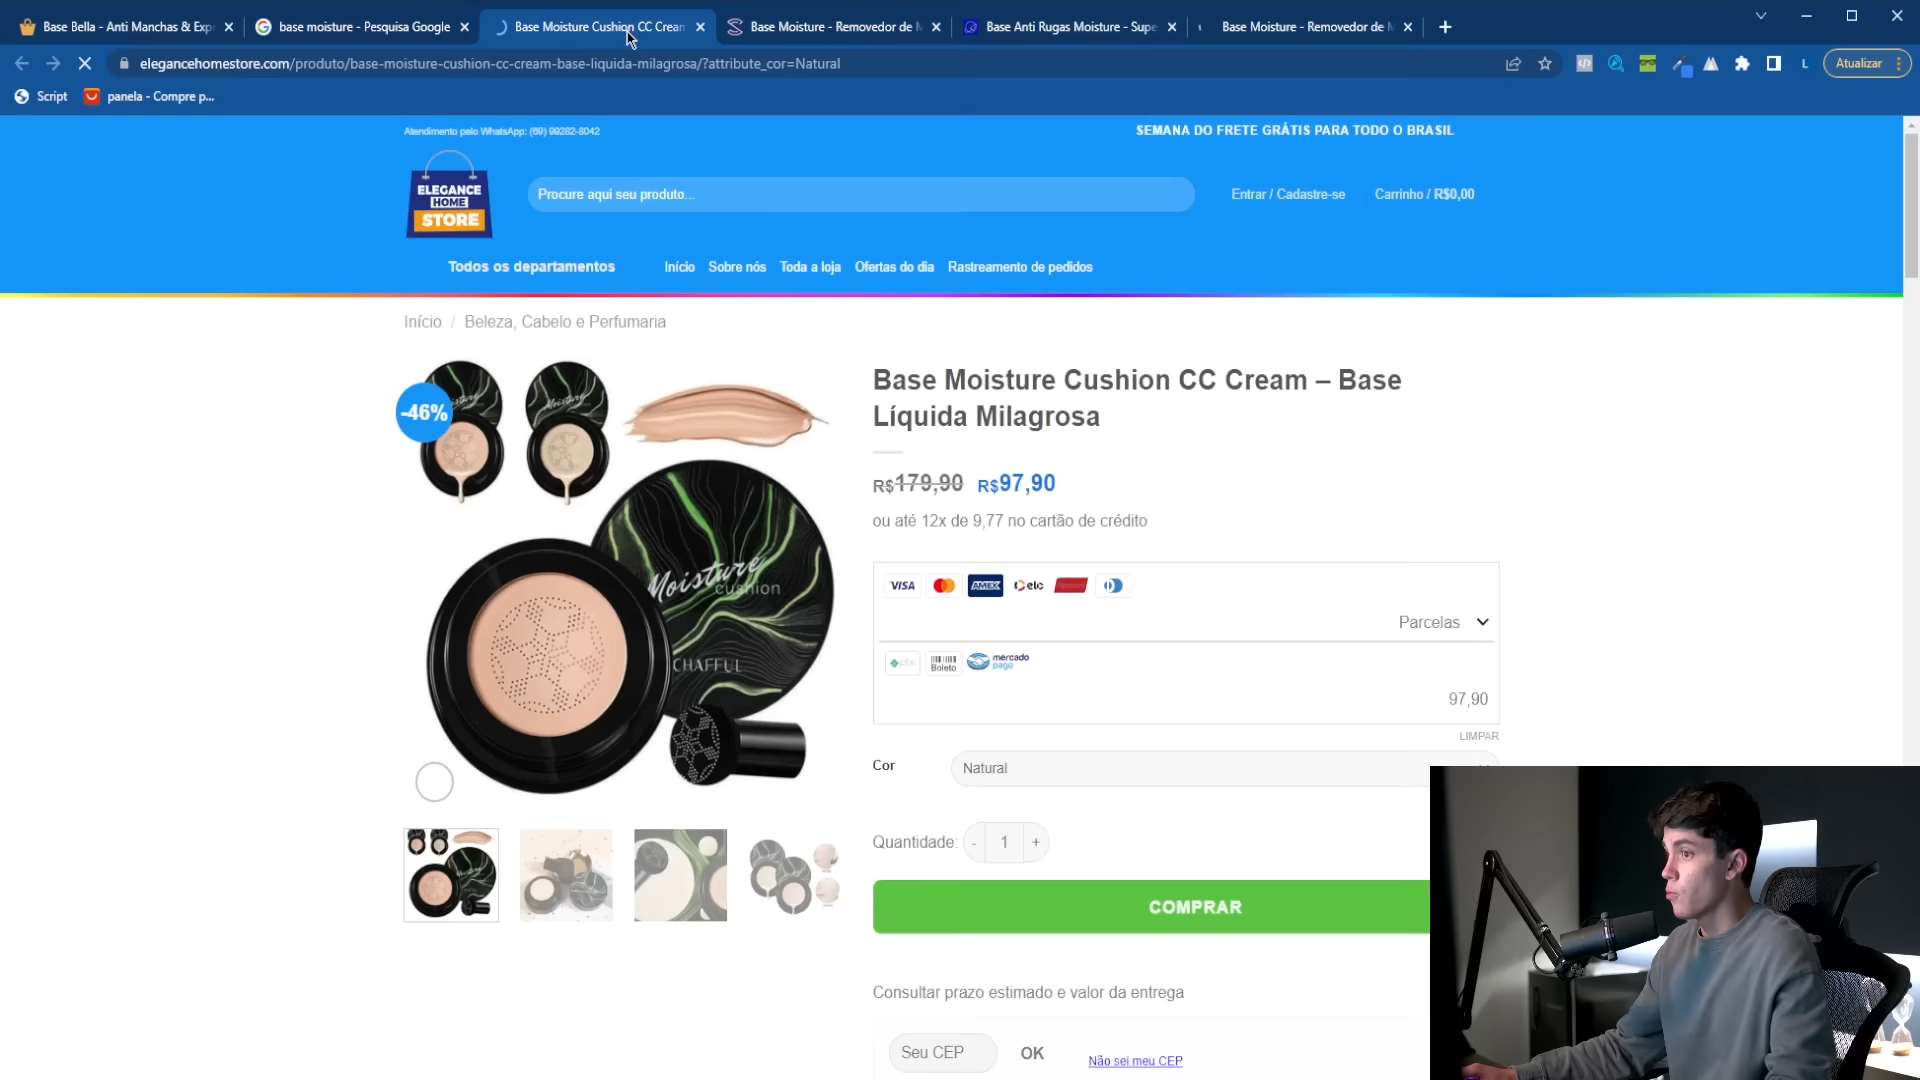 Base Bella - Anti Manchas & Exp
base moisture - Pesquisa Google
Base Moisture Cushion CC Cream
Base Moisture - Removedor de M
Base Anti Rugas Moisture - Supe
Base Moisture - Removedor de M
elegancehomestore.com/produto/base-moisture-cushion-cc-cream-base-liquida-milagrosa/?attribute_cor=Natural
L
Atualizar
Script
panela - Compre p...
Atendimento pelo WhatsApp: (69) 99282-8042
SEMANA DO FRETE GRÁTIS PARA TODO O BRASIL
ELEGANCE
HOME
STORE
Procure aqui seu produto...
Entrar / Cadastre-se
Carrinho / R$0,00
Todos os departamentos
Início
Sobre nós
Toda a loja
Ofertas do dia
Rastreamento de pedidos
Início / Beleza, Cabelo e Perfumaria
-46%
Moisture
cushion
CHAFFUL
Base Moisture Cushion CC Cream – Base
Líquida Milagrosa
R$179,90 R$97,90
ou até 12x de 9,77 no cartão de crédito
VISA
AMEX
elo
Parcelas
pix
Boleto
mercado
pago
97,90
LIMPAR
Cor
Natural
Quantidade: - 1 +
COMPRAR
Consultar prazo estimado e valor da entrega
Seu CEP
OK
Não sei meu CEP